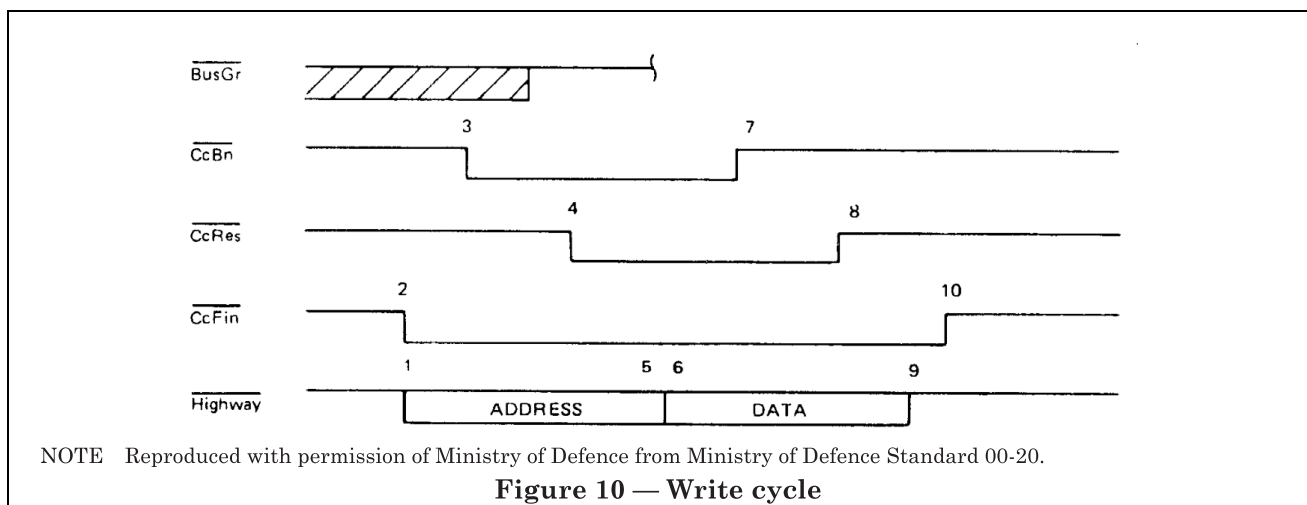 BusGr
3 7
CcBn
4 8
CcRes
2 10
CcFin
1 5 6 9
Highway ADDRESS DATA
NOTE Reproduced with permission of Ministry of Defence from Ministry of Defence Standard 00-20.
Figure 10 — Write cycle